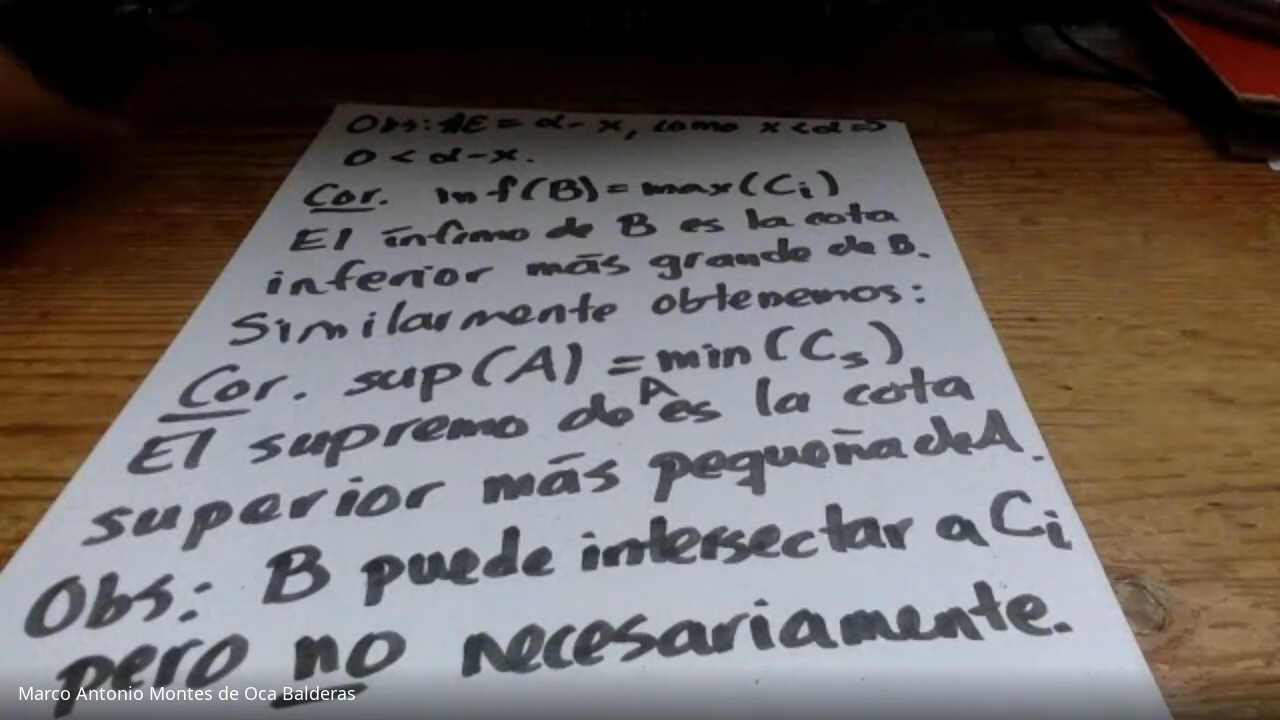 Obs: ε = α - x, como x < α ⇒
0 < α - x.
Cor. inf(B) = max(Ci)
El ínfimo de B es la cota
inferior más grande de B.
Similarmente obtenemos:
Cor. sup(A) = min(Cs)
El supremo de A es la cota
superior más pequeña de A.
Obs: B puede intersectar a Ci
pero no necesariamente.
Marco Antonio Montes de Oca Balderas